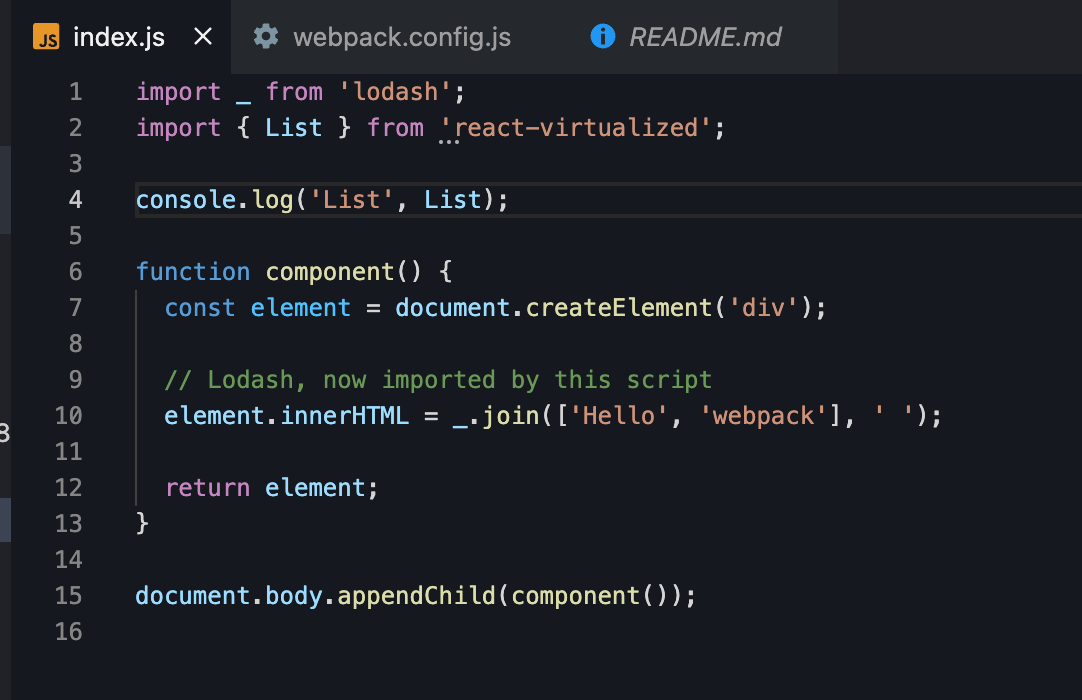 JS index.js × webpack.config.js README.md
1 import _ from 'lodash';
2 import { List } from 'react-virtualized';
3
4 console.log('List', List);
5
6 function component() {
7   const element = document.createElement('div');
8
9   // Lodash, now imported by this script
10   element.innerHTML = _.join(['Hello', 'webpack'], ' ');
11
12   return element;
13 }
14
15 document.body.appendChild(component());
16
8